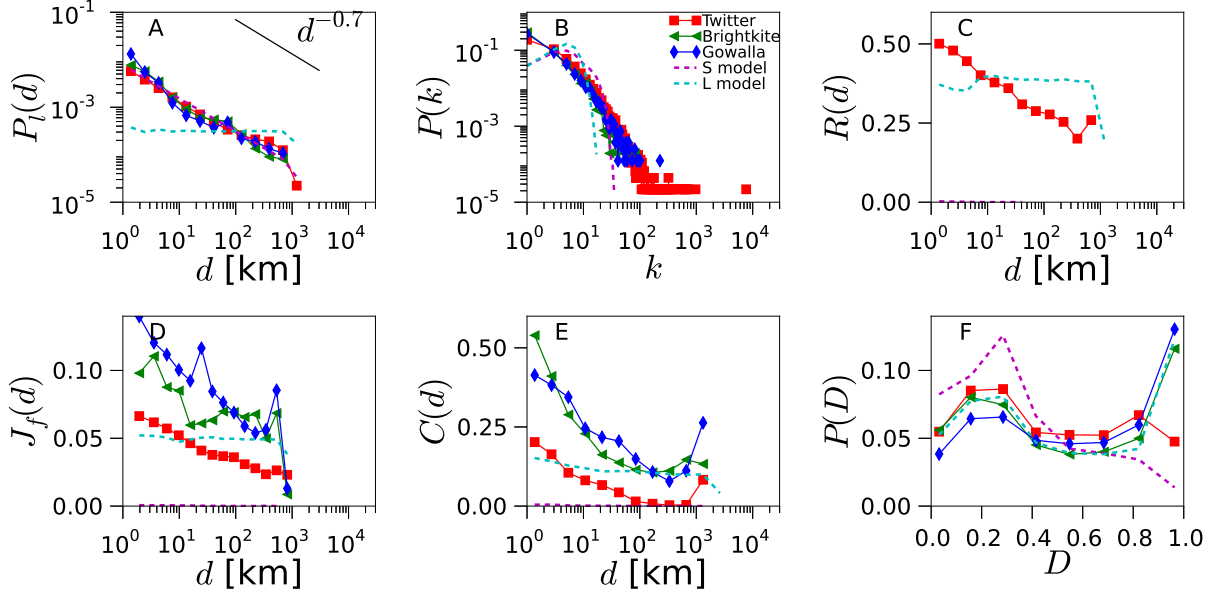 A
d^{-0.7}
10^{-1}
10^{-3}
10^{-5}
P_l(d)
10^0 10^1 10^2 10^3 10^4
d [km]
B
Twitter
Brightkite
Gowalla
S model
L model
10^{-1}
10^{-3}
10^{-5}
P(k)
10^0 10^1 10^2 10^3 10^4
k
C
0.50
0.25
0.00
R(d)
10^0 10^1 10^2 10^3 10^4
d [km]
D
0.10
0.05
0.00
J_f(d)
10^0 10^1 10^2 10^3 10^4
d [km]
E
0.50
0.25
0.00
C(d)
10^0 10^1 10^2 10^3 10^4
d [km]
F
0.10
0.05
0.00
P(D)
0.0 0.2 0.4 0.6 0.8 1.0
D